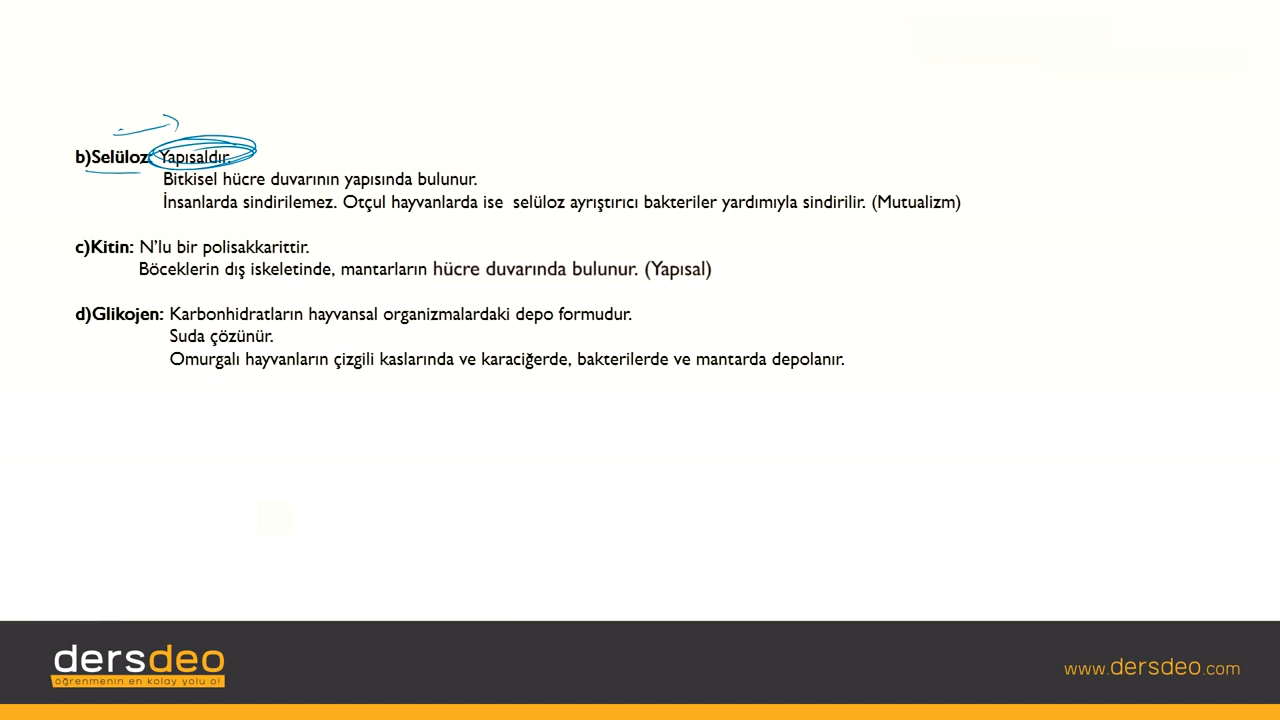 b)Selüloz: Yapısaldır.
Bitkisel hücre duvarının yapısında bulunur.
İnsanlarda sindirilemez. Otçul hayvanlarda ise selüloz ayrıştırıcı bakteriler yardımıyla sindirilir. (Mutualizm)
c)Kitin: N'lu bir polisakkarittir.
Böceklerin dış iskeletinde, mantarların hücre duvarında bulunur. (Yapısal)
d)Glikojen: Karbonhidratların hayvansal organizmalardaki depo formudur.
Suda çözünür.
Omurgalı hayvanların çizgili kaslarında ve karaciğerde, bakterilerde ve mantarda depolanır.
dersdeo
öğrenmenin en kolay yolu o!
www.dersdeo.com